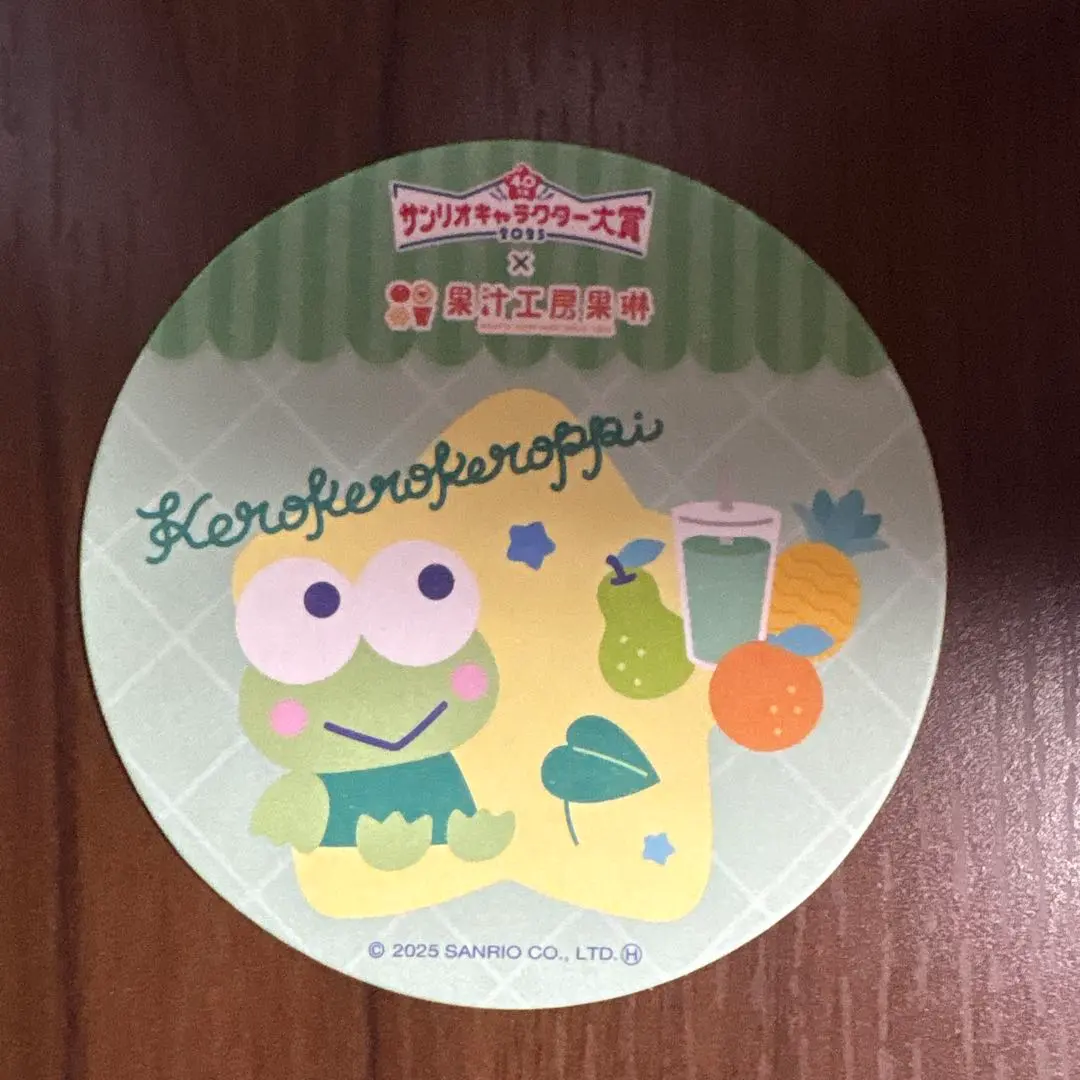 40
サンリオキャラクター大賞
2025
×
果汁工房果琳
Kerokerokeroppi
© 2025 SANRIO CO., LTD. Ⓗ